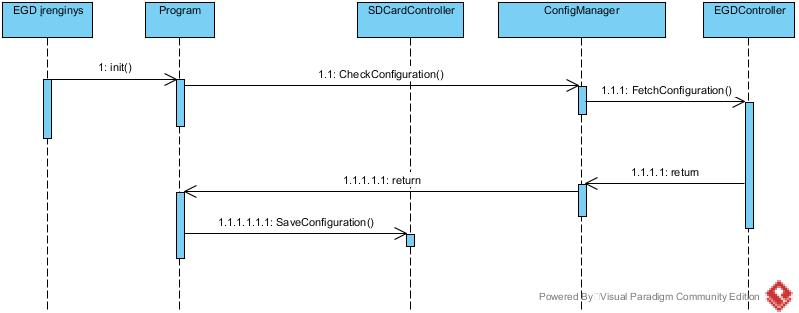 EGD įrenginys
Program
SDCardController
ConfigManager
EGDController
1: init()
1.1: CheckConfiguration()
1.1.1: FetchConfiguration()
1.1.1.1: return
1.1.1.1.1: return
1.1.1.1.1.1: SaveConfiguration()
Powered By Visual Paradigm Community Edition